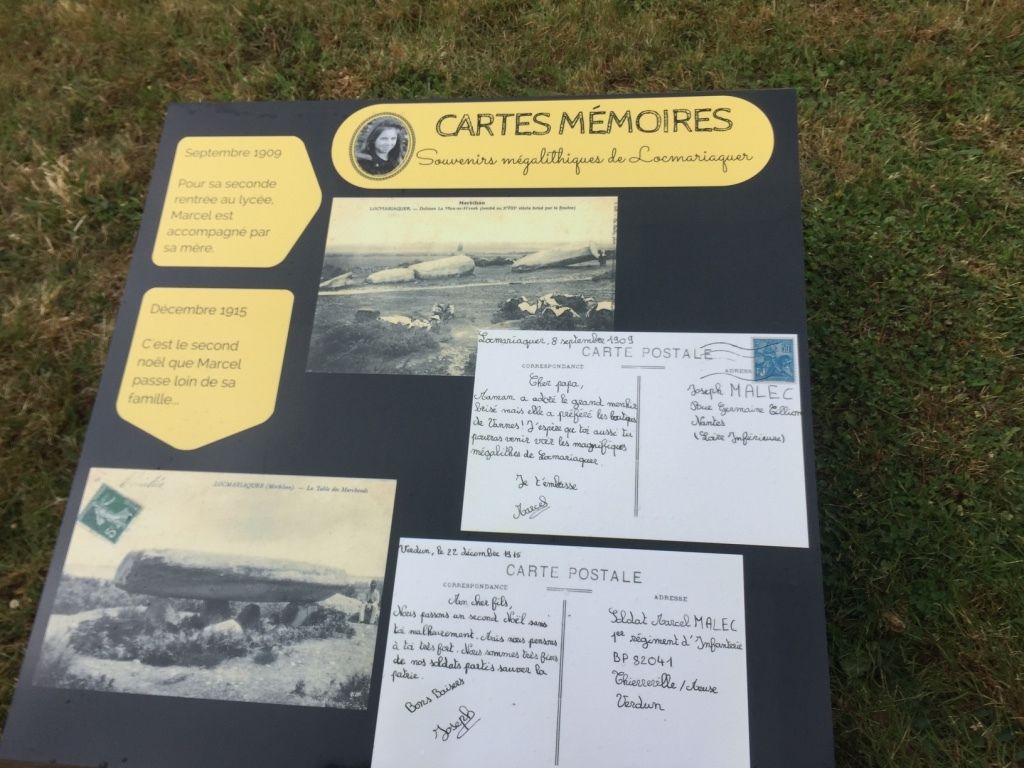 CARTES MÉMOIRES
Souvenirs mégalithiques de Locmariaquer
Septembre 1909
Pour sa seconde
rentrée au lycée,
Marcel est
accompagné par
sa mère.
Morbihan
LOCMARIAQUER. — Dolmen
Locmariaquer, 8 septembre 1909
CARTE POSTALE
CORRESPONDANCE
ADRESSE
Cher papa,
Maman a adoré le grand menhir
brisé mais elle a préféré les boutiques
de Vannes! J'espère que toi aussi tu
pourras venir voir les magnifiques
mégalithes de Locmariaquer.
Je t'embrasse
Marcel
Joseph MALEC
Rue Germaine Tillion
Nantes
(Loire Inférieure)
Décembre 1915
C'est le second
noël que Marcel
passe loin de sa
famille...
LOCMARIAQUER (Morbihan). — La Table des Marchands
Verdun, le 22 décembre 1915
CARTE POSTALE
CORRESPONDANCE
ADRESSE
Mon cher fils,
Nous passons un second Noël sans
toi malheureusement. Mais nous pensons
à toi très fort. Nous sommes très fiers
de nos soldats partis sauver la
patrie.
Bons Baisers
Joseph
Soldat Marcel MALEC
1er régiment d'Infanterie
BP 82041
Thierville/Meuse
Verdun